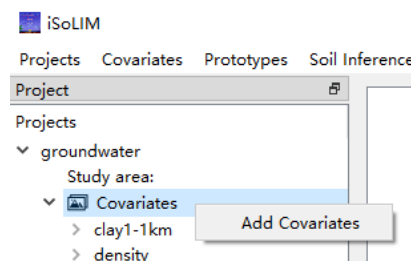 iSoLIM
Projects Covariates Prototypes Soil Inference
Project
Projects
groundwater
Study area:
Covariates
Add Covariates
clay1-1km
density